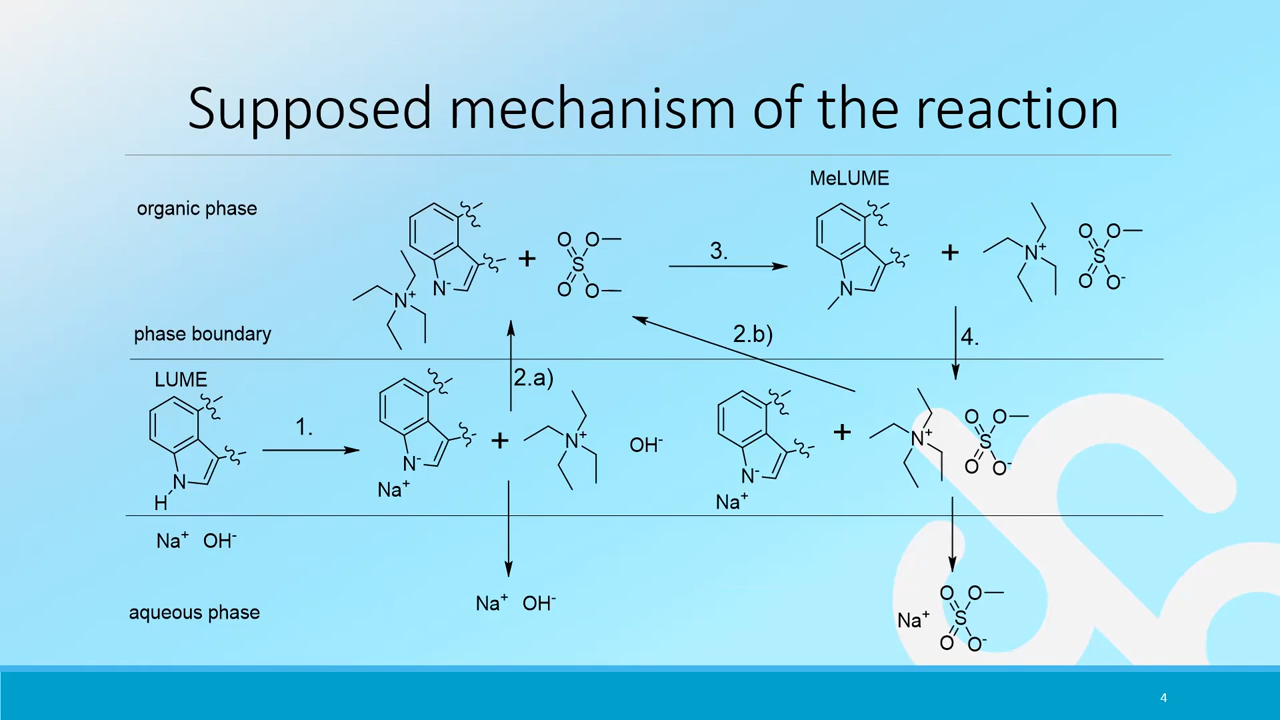 Supposed mechanism of the reaction
MeLUME
organic phase
N⁻ + O O S O O
3.
N + N⁺ O O S O O⁻
N⁺
phase boundary
2.a)
2.b)
4.
LUME
1.
N H
N⁻ Na⁺ + N⁺ OH⁻
N⁻ Na⁺ + N⁺ O O S O O⁻
Na⁺ OH⁻
Na⁺ OH⁻
Na⁺ O O S O O⁻
aqueous phase
4